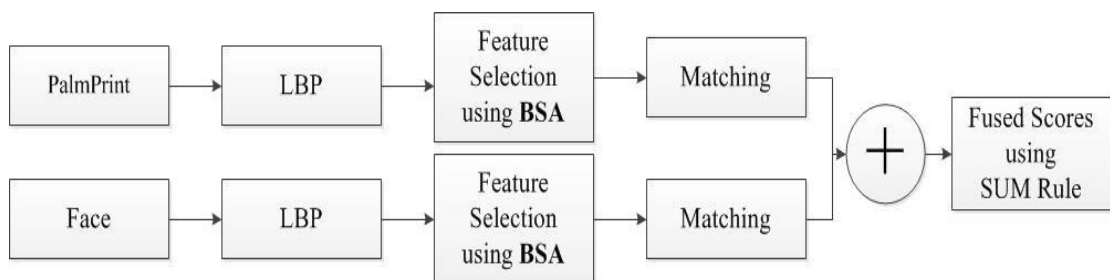 PalmPrint
LBP
Feature
Selection
using BSA
Matching
+
Fused Scores
using
SUM Rule
Face
LBP
Feature
Selection
using BSA
Matching